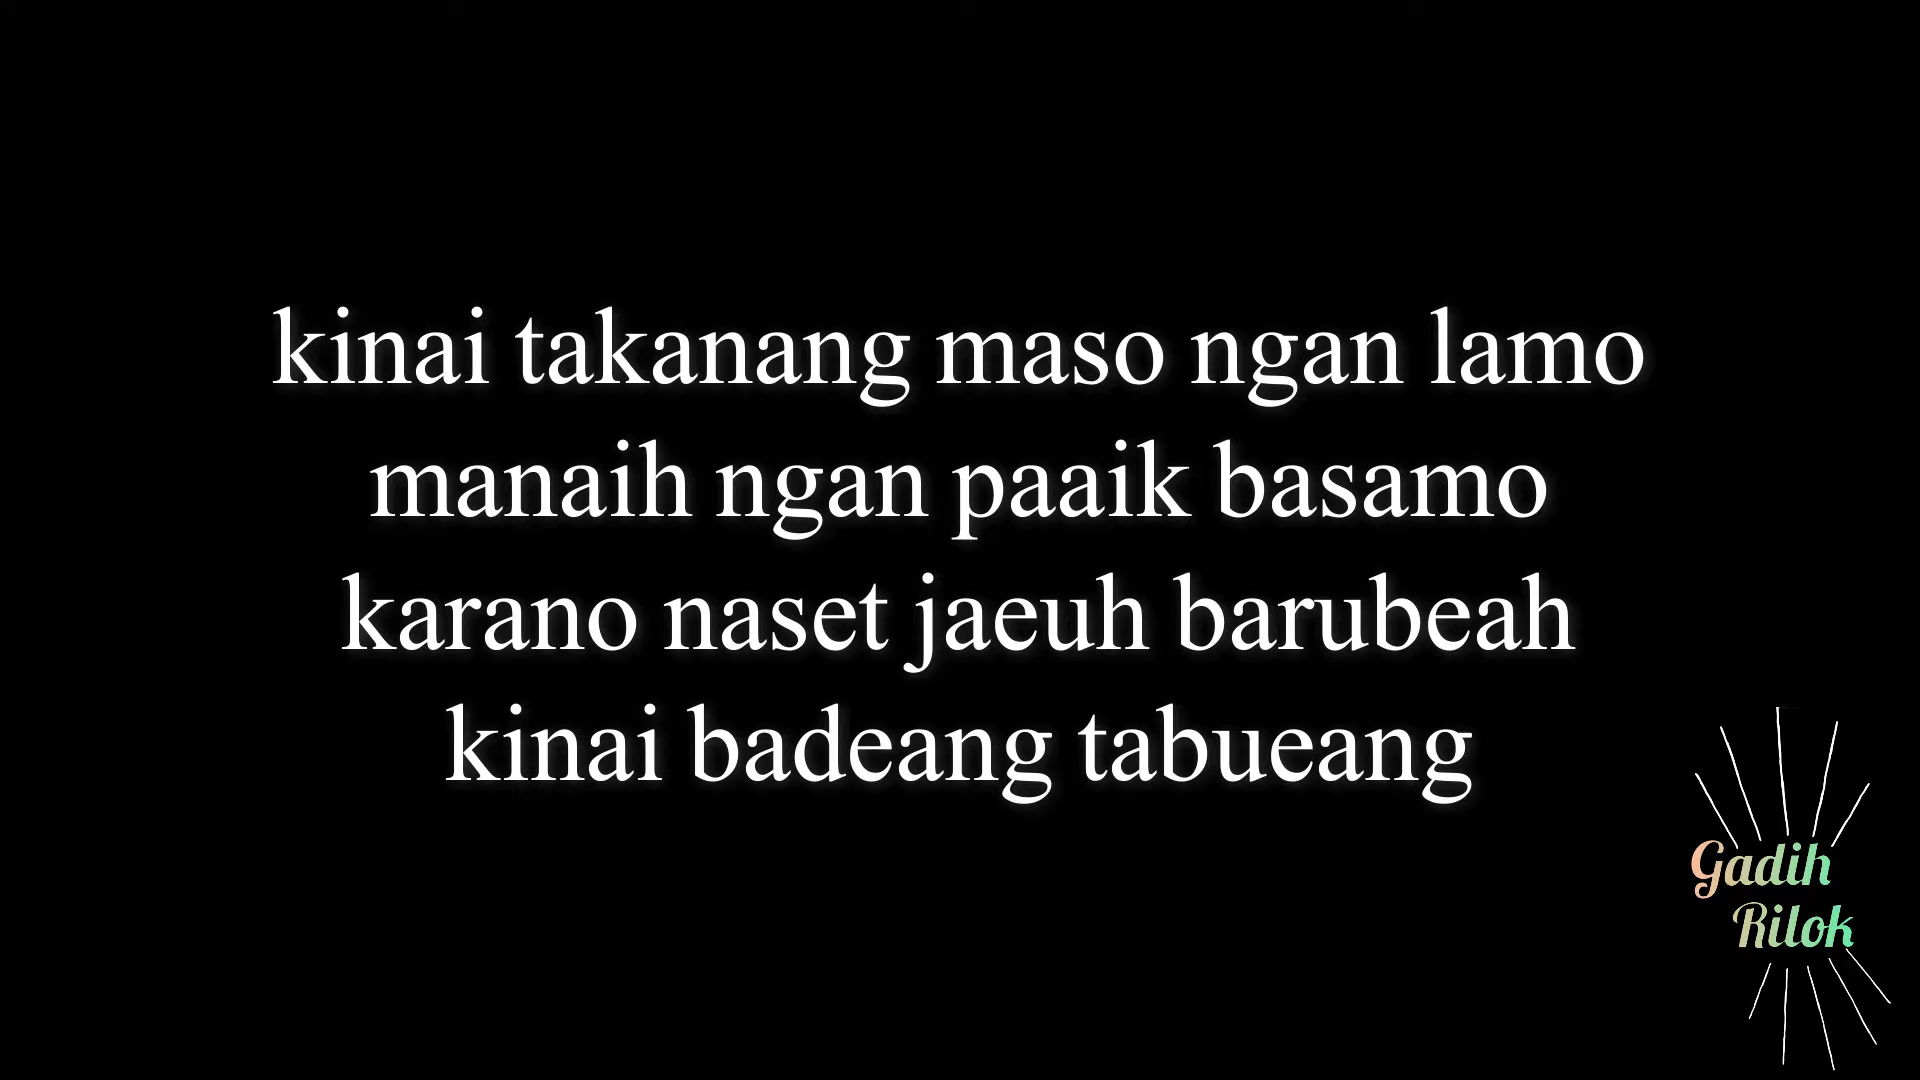 kinai takanang maso ngan lamo
manaih ngan paaik basamo
karano naset jaeuh barubeah
kinai badeang tabueang
Gadih
Rilok